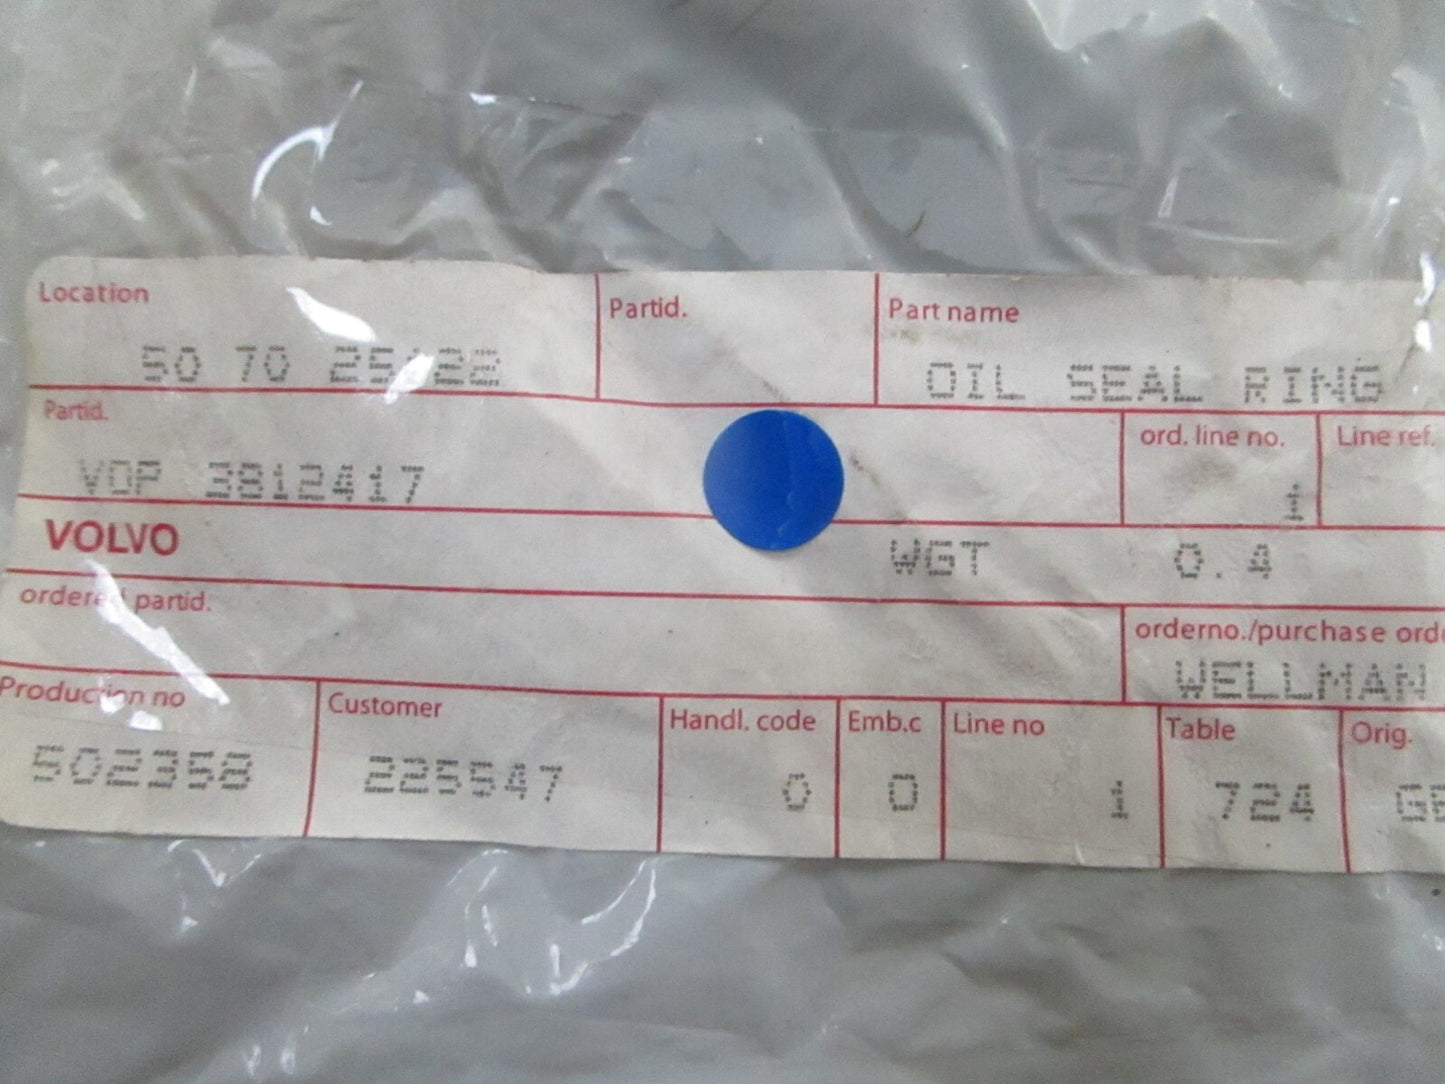 Location Partid. Part name
50 70 OIL SEAL RING
Partid. ord. line no. Line ref.
VOP 3812417 1
VOLVO WGT 0.4
ordered partid. orderno./purchase orde
WELLMAN
Production no Customer Handl. code Emb.c Line no Table Orig.
502358 225547 0 0 1 724 GB